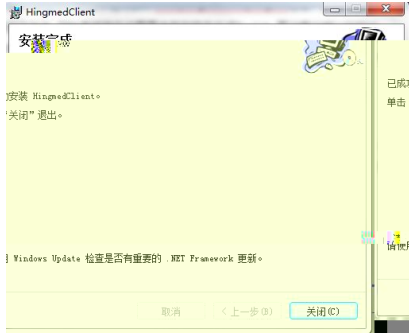 HingmedClient
安装完成
安装 HingmedClient。
“关闭”退出。
已成
单击
请使用
Windows Update 检查是否有重要的 .NET Framework 更新。
取消
< 上一步(B)
关闭(C)